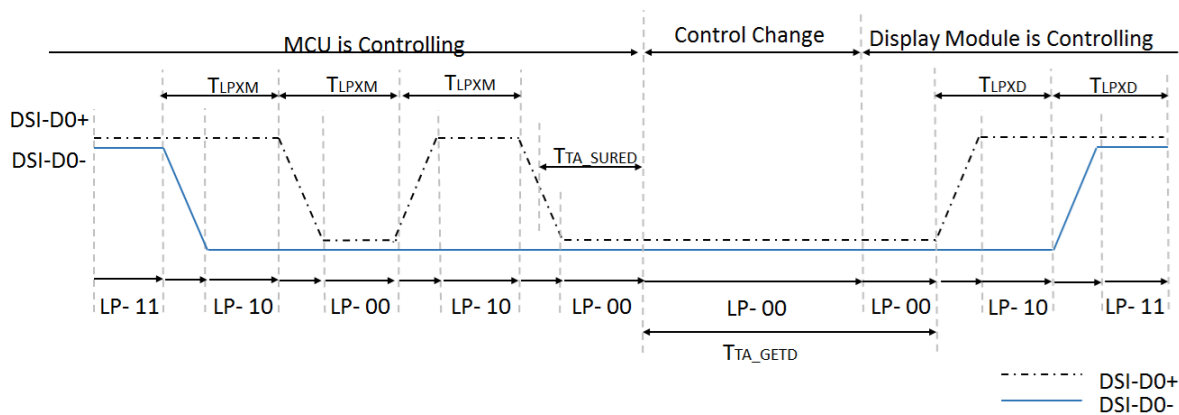 MCU is Controlling
Control Change
Display Module is Controlling
TLPXM
TLPXM
TLPXM
TLPXD
TLPXD
DSI-D0+
DSI-D0-
TTA_SURED
LP- 11
LP- 10
LP- 00
LP- 10
LP- 00
LP- 00
LP- 00
LP- 10
LP- 11
TTA_GETD
DSI-D0+
DSI-D0-